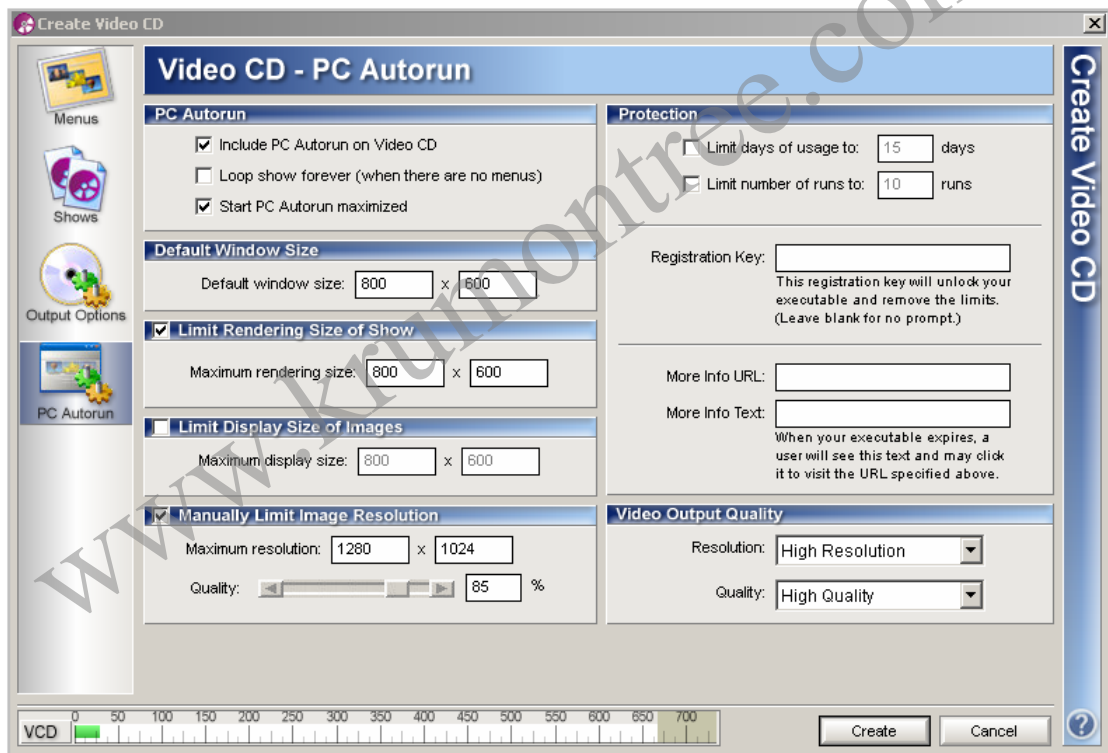 Create Video CD
Menus
Shows
Output Options
PC Autorun
Video CD - PC Autorun
PC Autorun
Include PC Autorun on Video CD
Loop show forever (when there are no menus)
Start PC Autorun maximized
Default Window Size
Default window size: 800 x 600
Limit Rendering Size of Show
Maximum rendering size: 800 x 600
Limit Display Size of Images
Maximum display size: 800 x 600
Manually Limit Image Resolution
Maximum resolution: 1280 x 1024
Quality: 85 %
Protection
Limit days of usage to: 15 days
Limit number of runs to: 10 runs
Registration Key:
This registration key will unlock your
executable and remove the limits.
(Leave blank for no prompt.)
More Info URL:
More Info Text:
When your executable expires, a
user will see this text and may click
it to visit the URL specified above.
Video Output Quality
Resolution: High Resolution
Quality: High Quality
Create Video CD
VCD 0 50 100 150 200 250 300 350 400 450 500 550 600 650 700
Create Cancel
?
www.krumontree.com